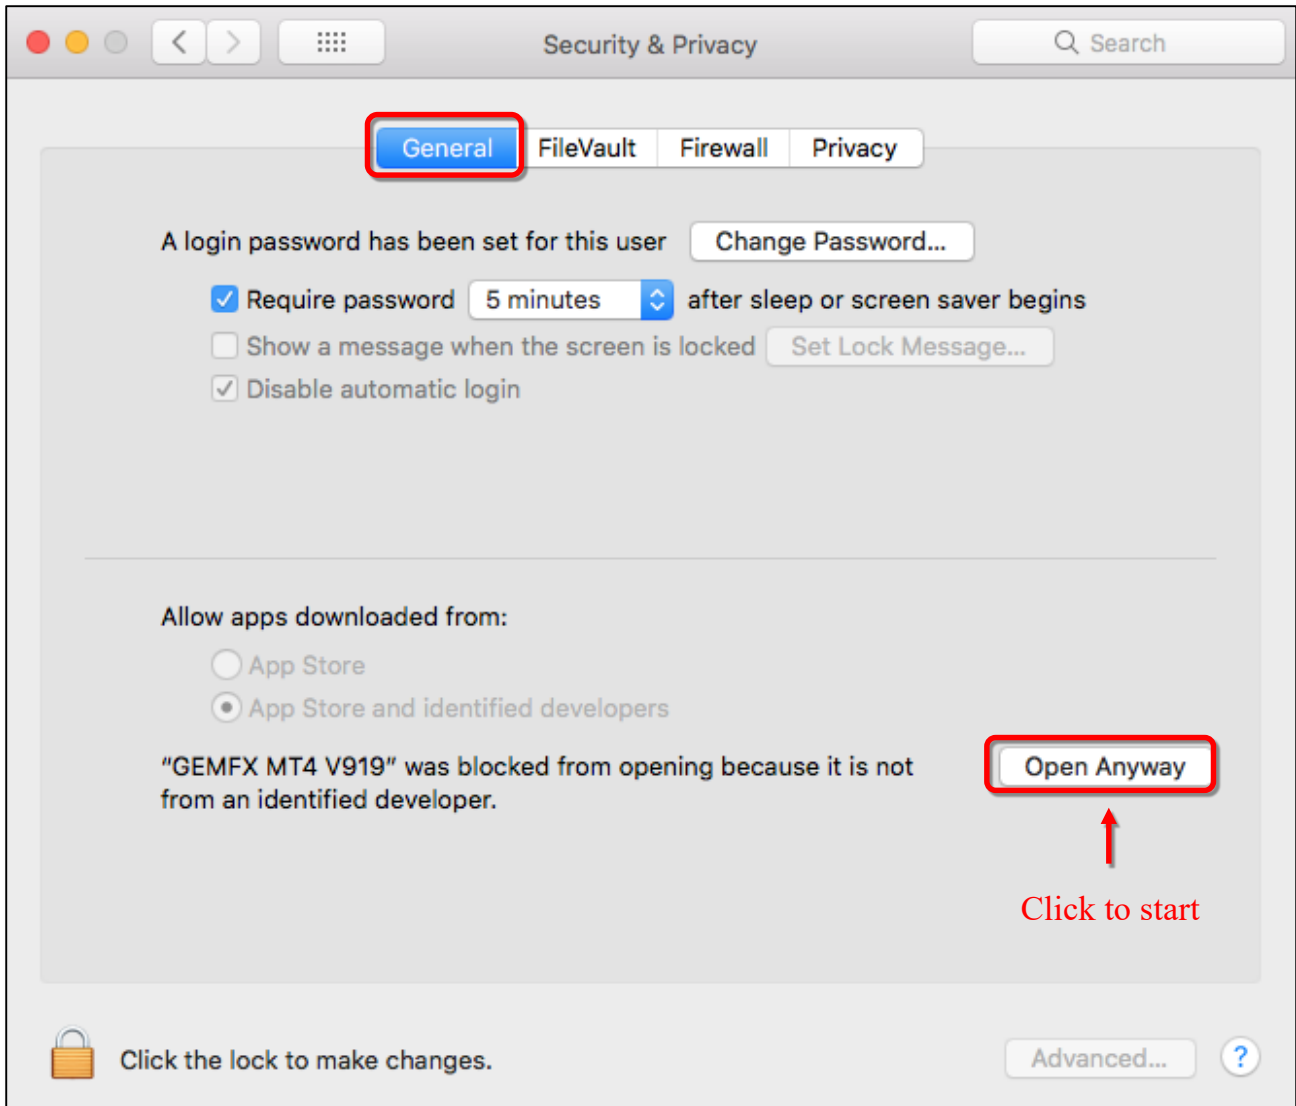 Security & Privacy
Search
General FileVault Firewall Privacy
A login password has been set for this user Change Password...
Require password 5 minutes after sleep or screen saver begins
Show a message when the screen is locked Set Lock Message...
Disable automatic login
Allow apps downloaded from:
App Store
App Store and identified developers
“GEMFX MT4 V919” was blocked from opening because it is not Open Anyway
from an identified developer.
Click to start
Click the lock to make changes. Advanced... ?